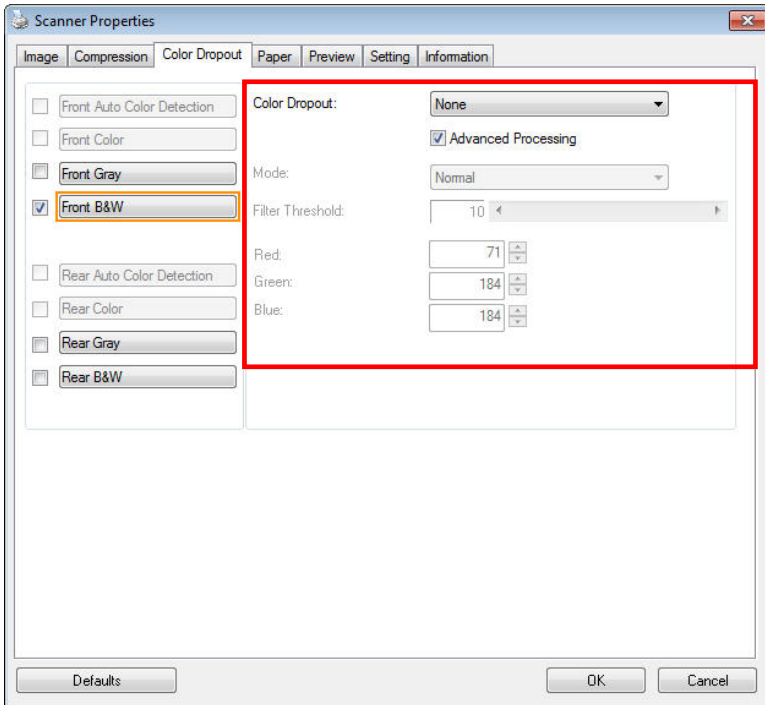 Scanner Properties
Image Compression Color Dropout Paper Preview Setting Information
Front Auto Color Detection
Front Color
Front Gray
Front B&W
Rear Auto Color Detection
Rear Color
Rear Gray
Rear B&W
Color Dropout: None
Advanced Processing
Mode: Normal
Filter Threshold: 10
Red: 71
Green: 184
Blue: 184
Defaults OK Cancel